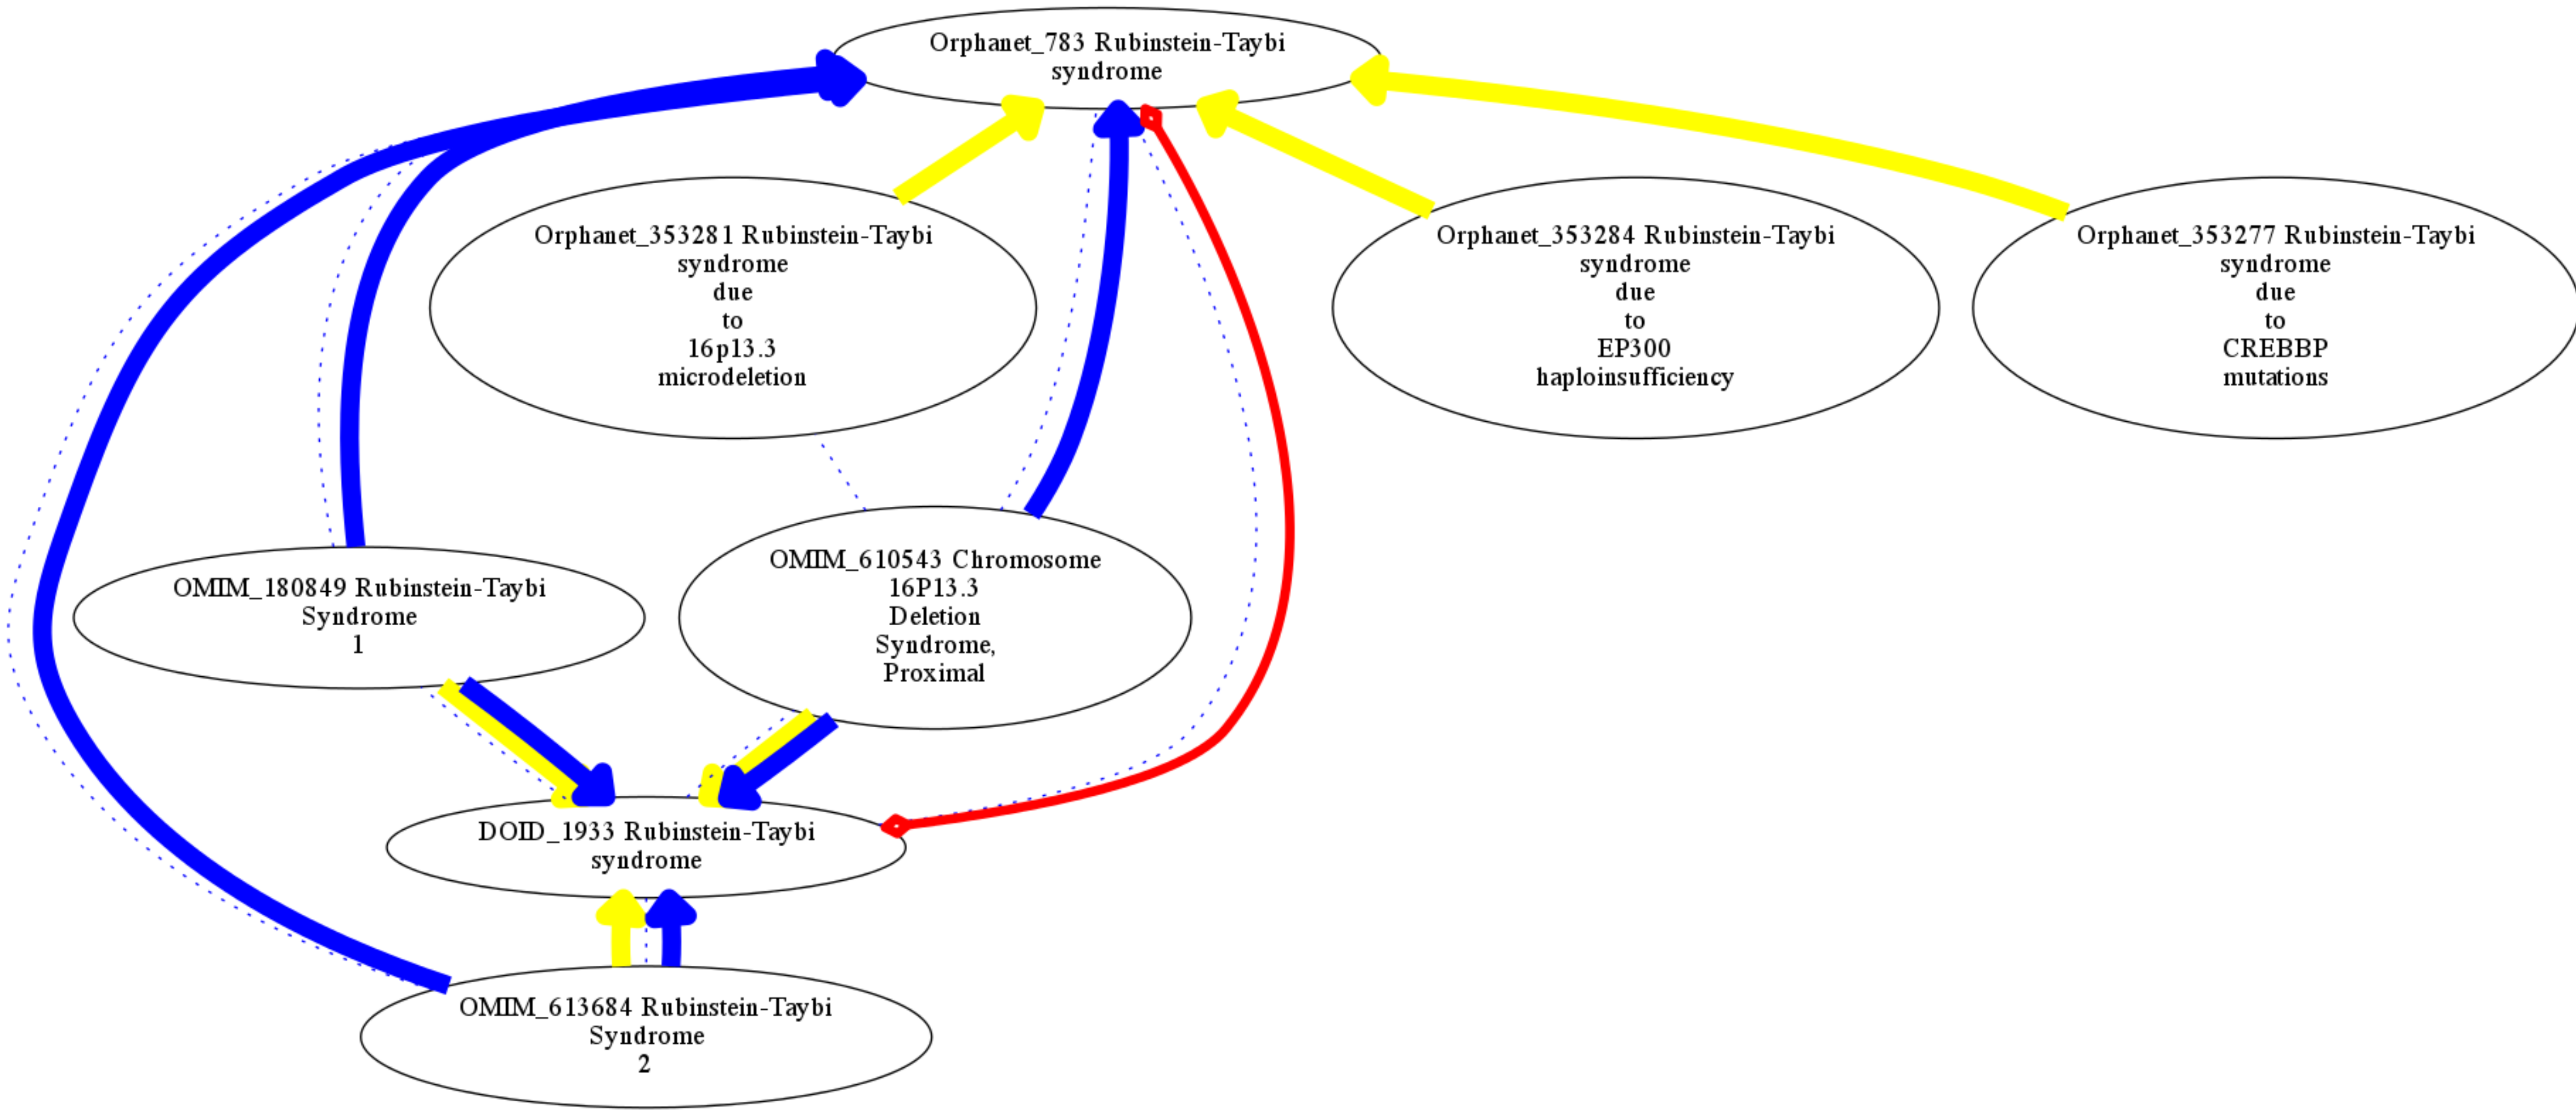 Orphanet_783 Rubinstein-Taybi
syndrome
Orphanet_353281 Rubinstein-Taybi
syndrome
due
to
16p13.3
microdeletion
Orphanet_353284 Rubinstein-Taybi
syndrome
due
to
EP300
haploinsufficiency
Orphanet_353277 Rubinstein-Taybi
syndrome
due
to
CREBBP
mutations
OMIM_180849 Rubinstein-Taybi
Syndrome
1
OMIM_610543 Chromosome
16P13.3
Deletion
Syndrome,
Proximal
DOID_1933 Rubinstein-Taybi
syndrome
OMIM_613684 Rubinstein-Taybi
Syndrome
2